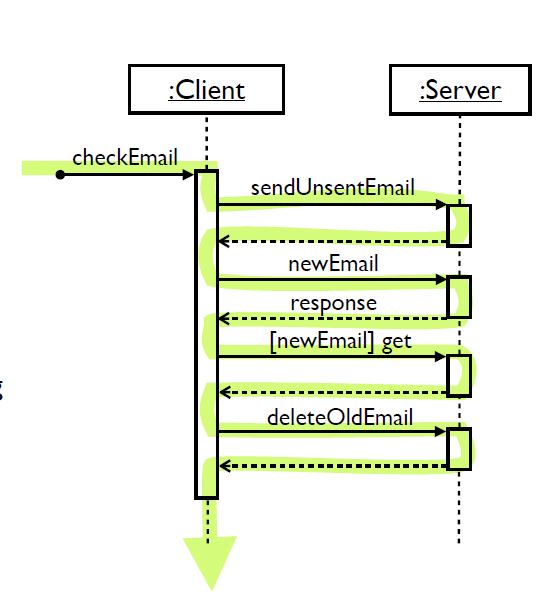 :Client
:Server
checkEmail
sendUnsentEmail
newEmail
response
[newEmail] get
deleteOldEmail